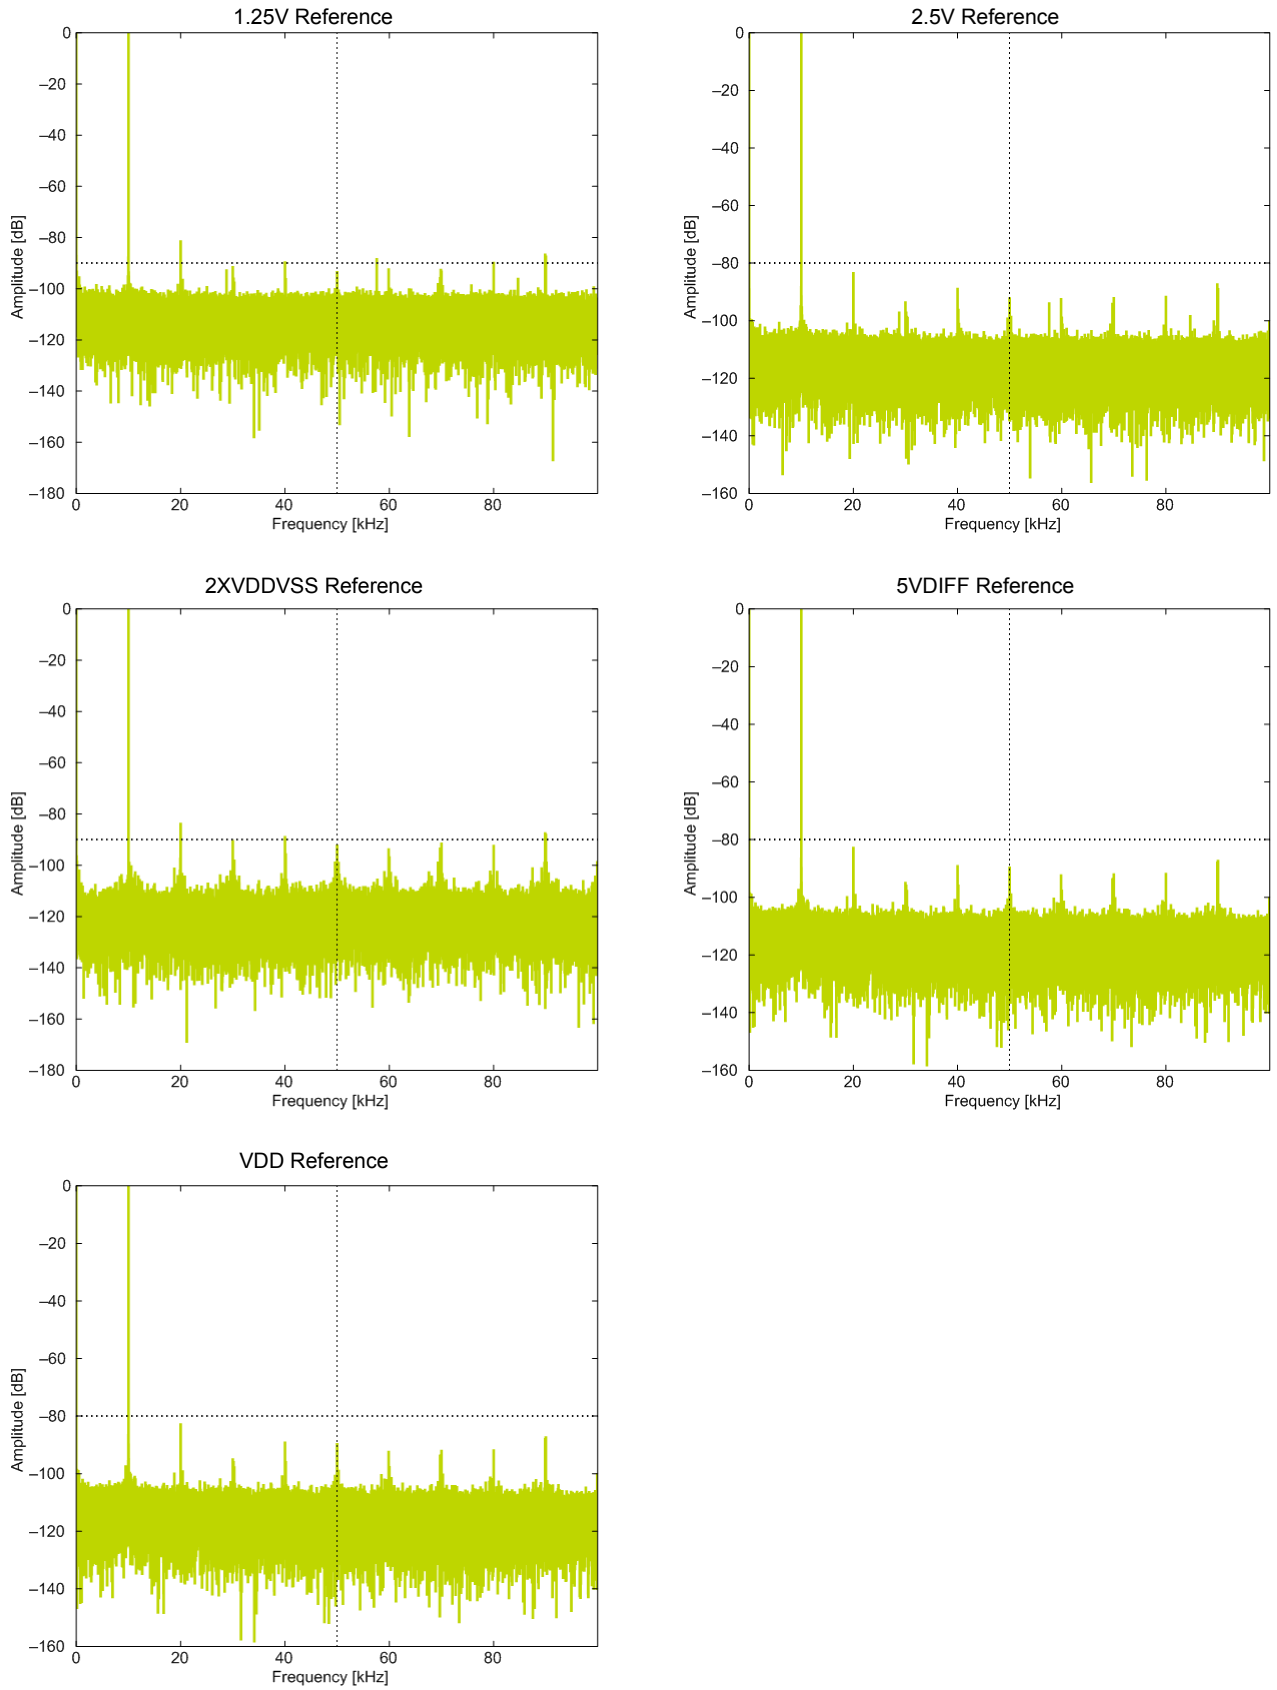 1.25V Reference
0
–20
–40
–60
–80
–100
–120
–140
–160
–180
Amplitude [dB]
0 20 40 60 80
Frequency [kHz]
2.5V Reference
0
–20
–40
–60
–80
–100
–120
–140
–160
Amplitude [dB]
0 20 40 60 80
Frequency [kHz]
2XVDDVSS Reference
0
–20
–40
–60
–80
–100
–120
–140
–160
–180
Amplitude [dB]
0 20 40 60 80
Frequency [kHz]
5VDIFF Reference
0
–20
–40
–60
–80
–100
–120
–140
–160
Amplitude [dB]
0 20 40 60 80
Frequency [kHz]
VDD Reference
0
–20
–40
–60
–80
–100
–120
–140
–160
Amplitude [dB]
0 20 40 60 80
Frequency [kHz]